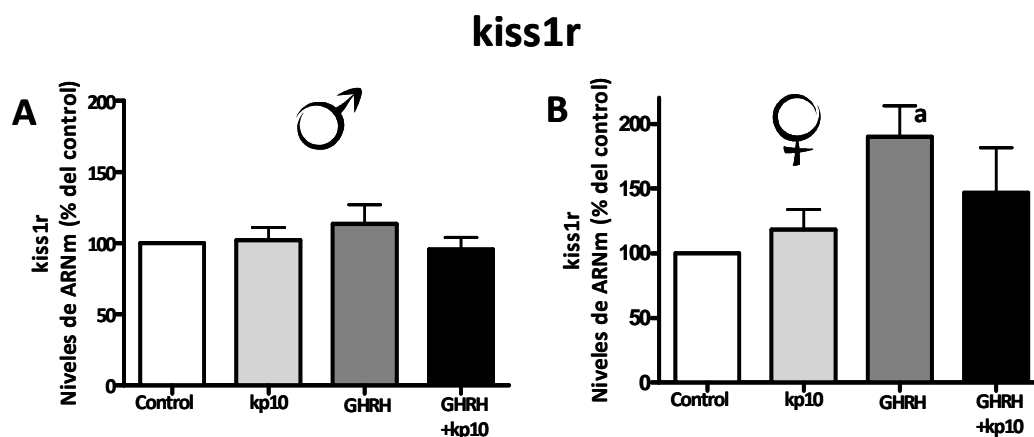 kiss1r
A
kiss1r
Niveles de ARNm (% del control)
200
150
100
50
0
Control
kp10
GHRH
GHRH
+kp10
B
kiss1r
Niveles de ARNm (% del control)
200
150
100
50
0
a
Control
kp10
GHRH
GHRH
+kp10